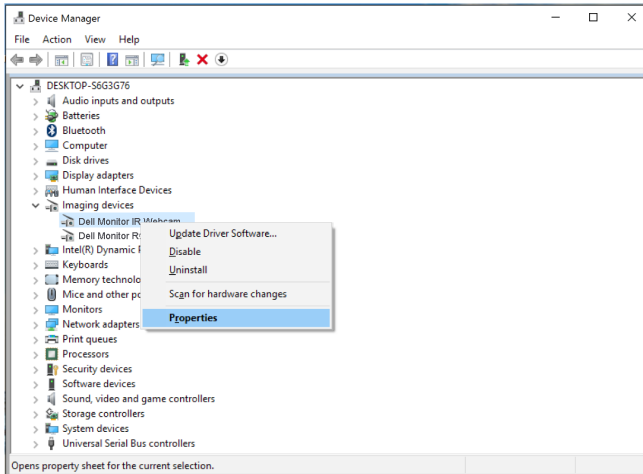 Device Manager
File Action View Help
DESKTOP-S6G3G76
Audio inputs and outputs
Batteries
Bluetooth
Computer
Disk drives
Display adapters
Human Interface Devices
Imaging devices
Dell Monitor IR Webcam
Dell Monitor
Intel(R) Dynamic
Keyboards
Memory
Mice and other
Monitors
Network adapters
Print queues
Processors
Security devices
Software devices
Sound, video and game controllers
Storage controllers
System devices
Universal Serial Bus controllers
Update Driver Software...
Disable
Uninstall
Scan for hardware changes
Properties
Opens property sheet for the current selection.